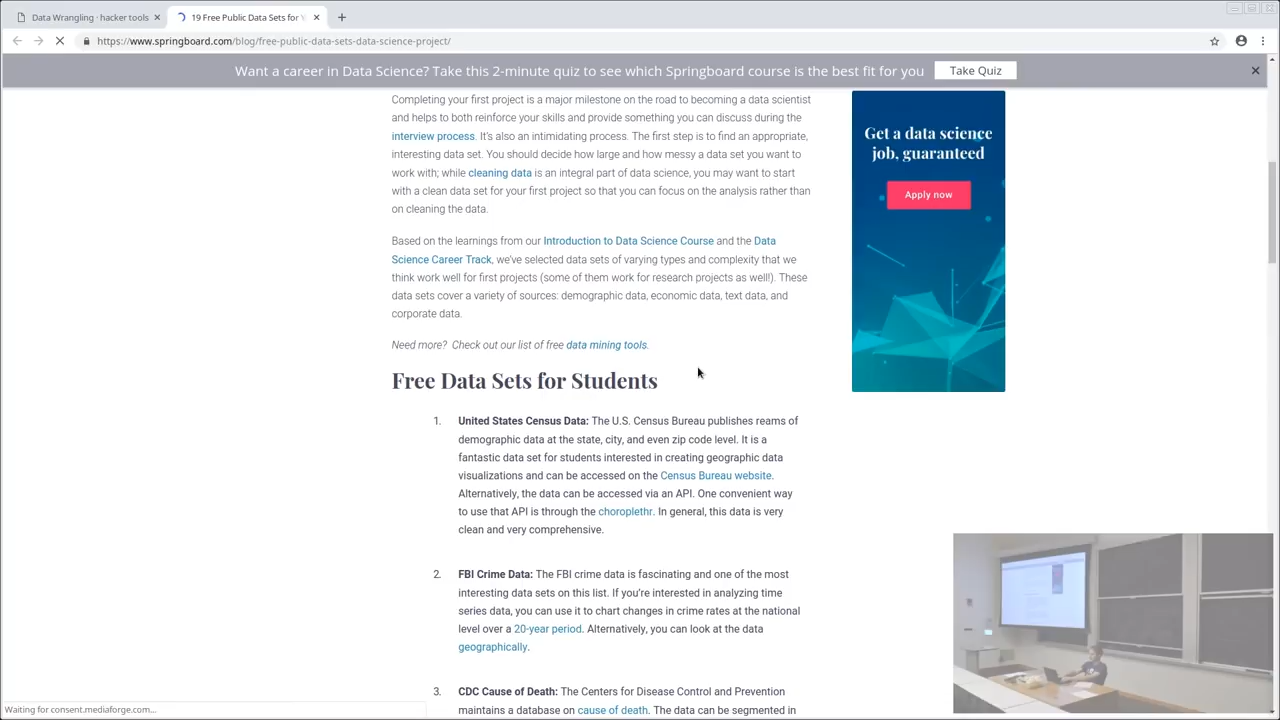 Data Wrangling · hacker tools
19 Free Public Data Sets for
https://www.springboard.com/blog/free-public-data-sets-data-science-project/
Want a career in Data Science? Take this 2-minute quiz to see which Springboard course is the best fit for you
Take Quiz
Completing your first project is a major milestone on the road to becoming a data scientist
and helps to both reinforce your skills and provide something you can discuss during the
interview process. It's also an intimidating process. The first step is to find an appropriate,
interesting data set. You should decide how large and how messy a data set you want to
work with; while cleaning data is an integral part of data science, you may want to start
with a clean data set for your first project so that you can focus on the analysis rather than
on cleaning the data.
Based on the learnings from our Introduction to Data Science Course and the Data
Science Career Track, we've selected data sets of varying types and complexity that we
think work well for first projects (some of them work for research projects as well!). These
data sets cover a variety of sources: demographic data, economic data, text data, and
corporate data.
Need more? Check out our list of free data mining tools.
Free Data Sets for Students
1. United States Census Data: The U.S. Census Bureau publishes reams of
demographic data at the state, city, and even zip code level. It is a
fantastic data set for students interested in creating geographic data
visualizations and can be accessed on the Census Bureau website.
Alternatively, the data can be accessed via an API. One convenient way
to use that API is through the choroplethr. In general, this data is very
clean and very comprehensive.
2. FBI Crime Data: The FBI crime data is fascinating and one of the most
interesting data sets on this list. If you're interested in analyzing time
series data, you can use it to chart changes in crime rates at the national
level over a 20-year period. Alternatively, you can look at the data
geographically.
3. CDC Cause of Death: The Centers for Disease Control and Prevention
maintains a database on cause of death. The data can be segmented in
Get a data science
job, guaranteed
Apply now
Waiting for consent.mediaforge.com...